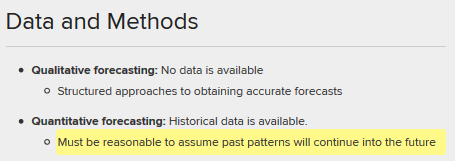 Data and Methods
Qualitative forecasting: No data is available
Structured approaches to obtaining accurate forecasts
Quantitative forecasting: Historical data is available.
Must be reasonable to assume past patterns will continue into the future